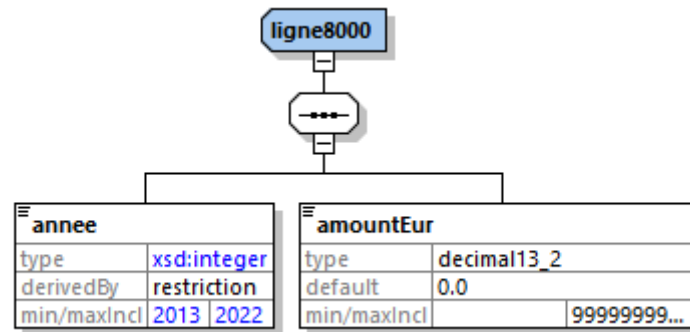 ligne8000
annee
type xsd:integer
derivedBy restriction
min/maxIncl 2013 2022
amountEur
type decimal13_2
default 0.0
min/maxIncl 99999999...